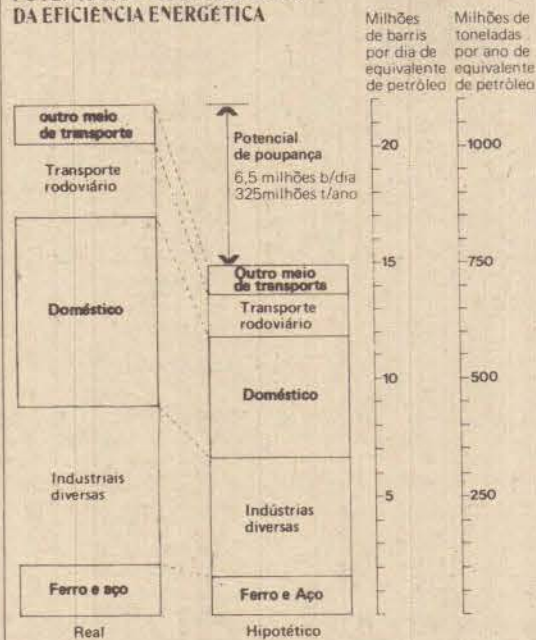 DA EFICIÊNCIA ENERGÉTICA
Milhões
de barris
por dia de
equivalente
de petróleo
Milhões de
toneladas
por ano de
equivalente
de petróleo
outro meio
de transporte
Transporte
rodoviário
Doméstico
Industriais
diversas
Ferro e aço
Real
Potencial
de poupança
6,5 milhões b/dia
325milhões t/ano
Outro meio
de transporte
Transporte
rodoviário
Doméstico
Indústrias
diversas
Ferro e Aço
Hipotético
20
15
10
5
1000
750
500
250